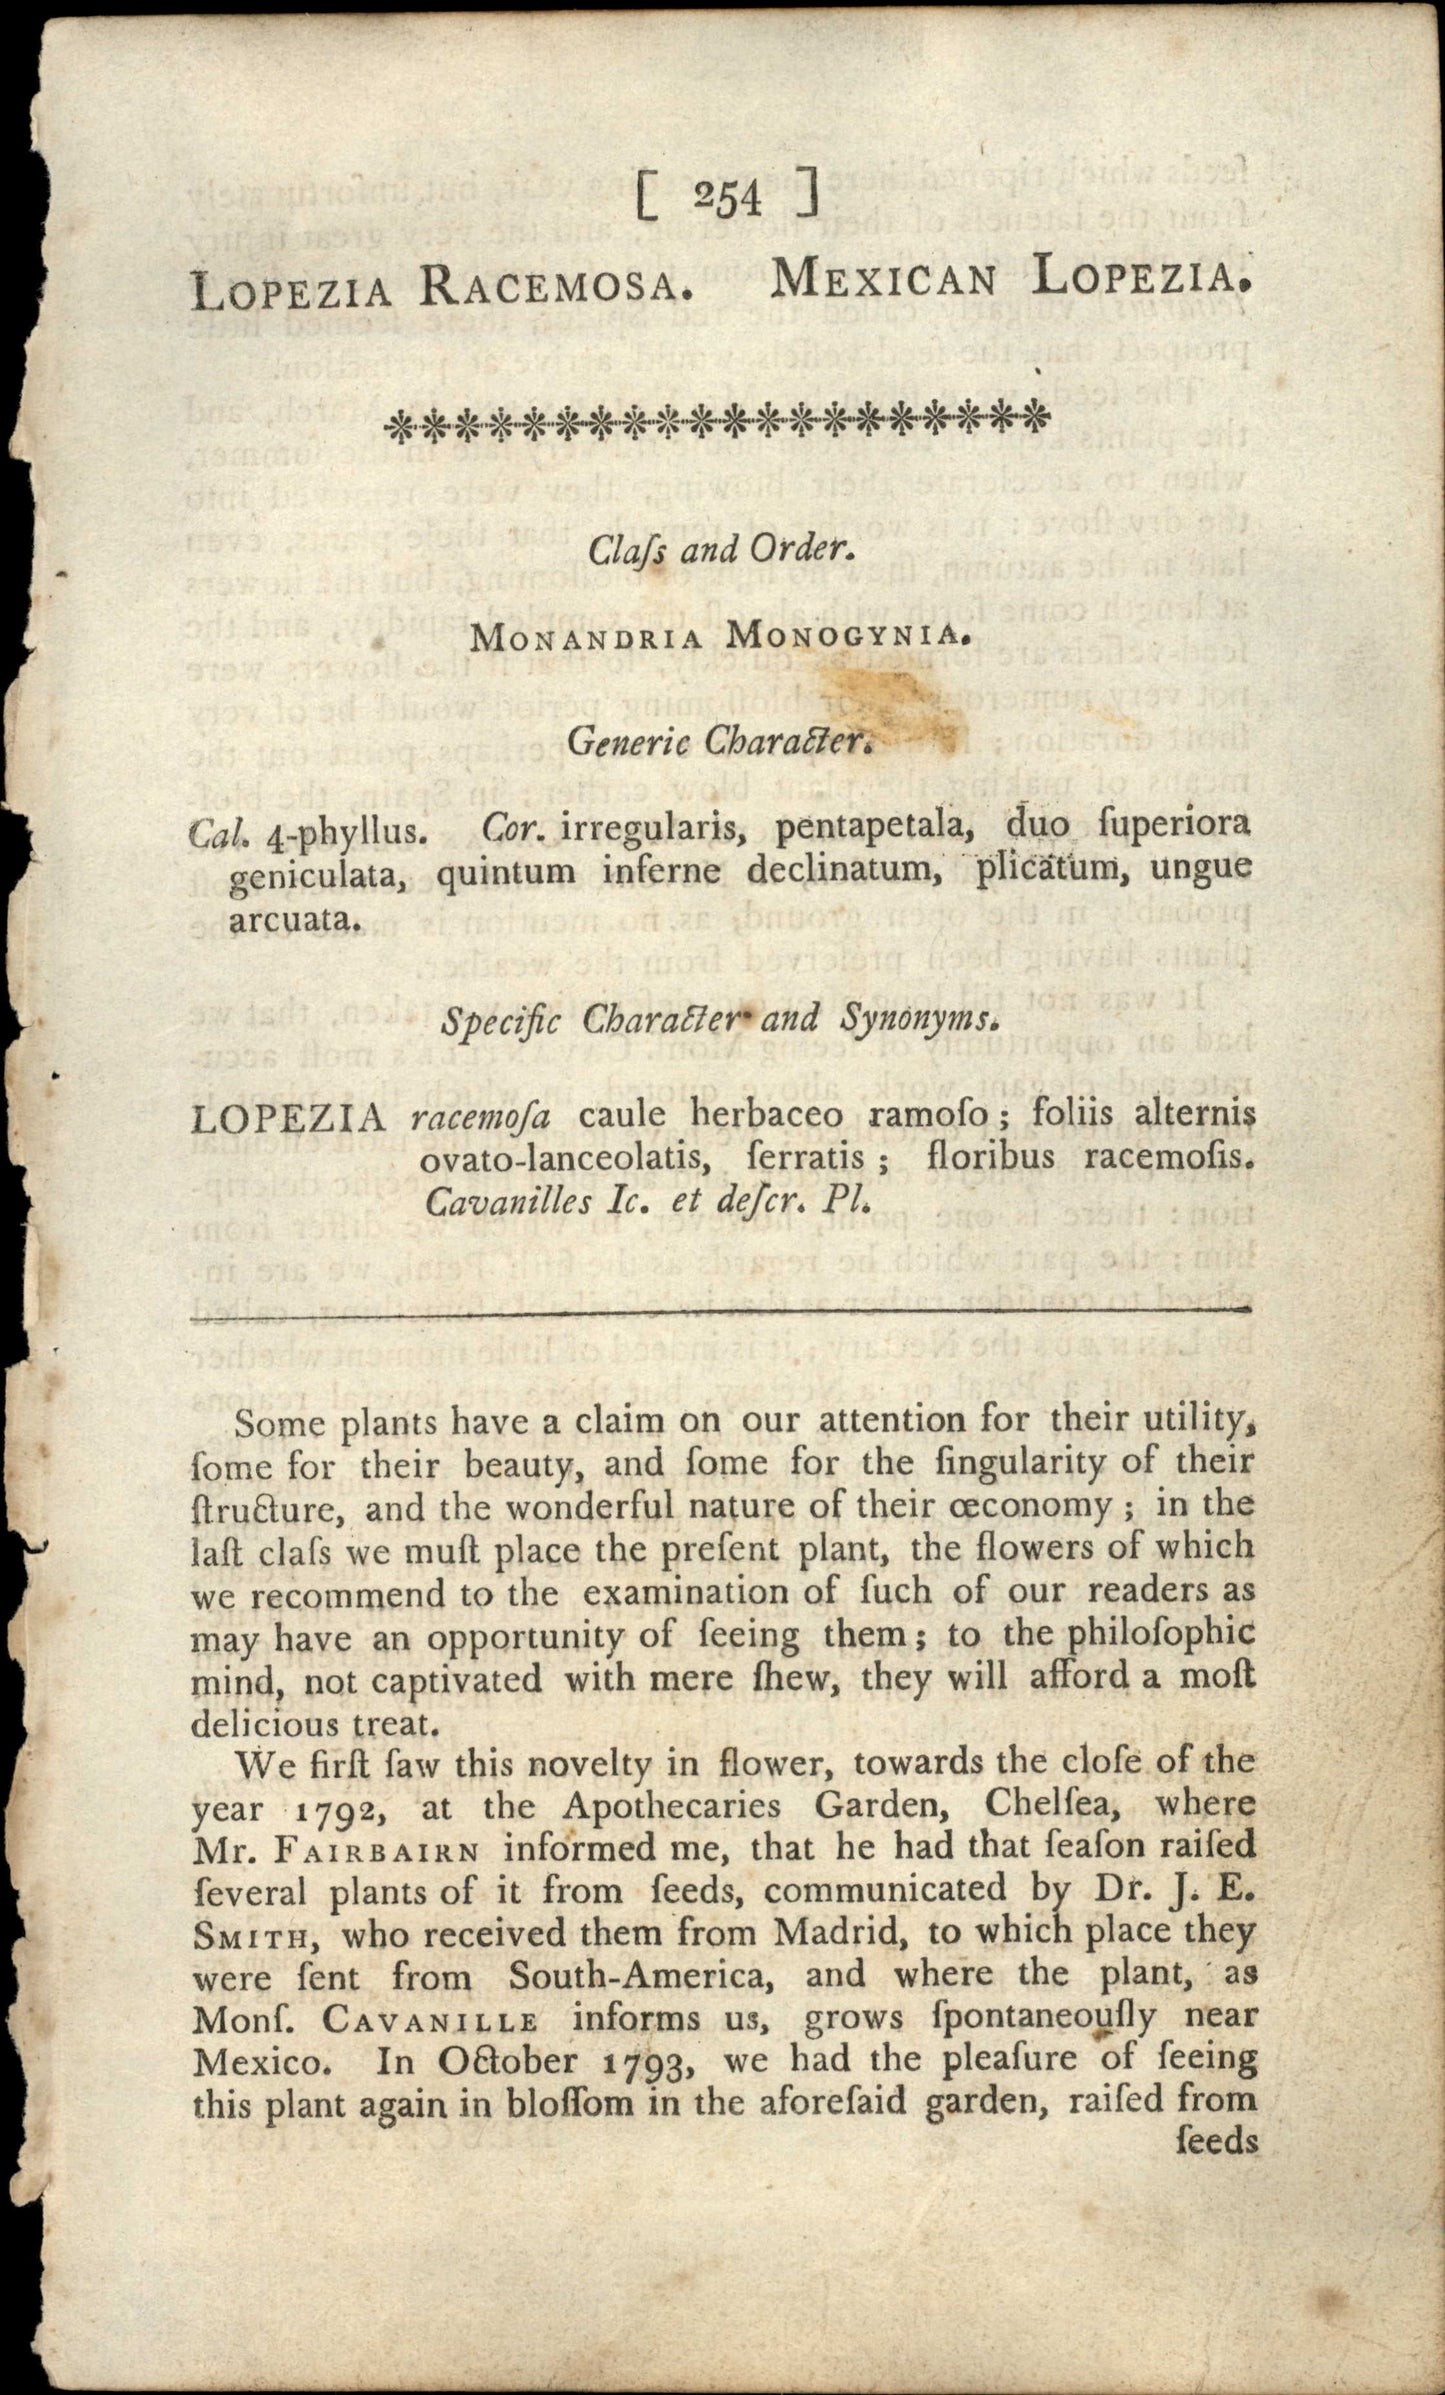 [ 254 ]
LOPEZIA RACEMOSA. MEXICAN LOPEZIA.
Claſs and Order.
MONANDRIA MONOGYNIA.
Generic Character.
Cal. 4-phyllus. Cor. irregularis, pentapetala, duo ſuperiora
geniculata, quintum inferne declinatum, plicatum, ungue
arcuata.
Specific Character and Synonyms.
LOPEZIA racemoſa caule herbaceo ramoſo; foliis alternis
ovato-lanceolatis, ſerratis; floribus racemoſis.
Cavanilles Ic. et deſcr. Pl.
Some plants have a claim on our attention for their utility,
ſome for their beauty, and ſome for the ſingularity of their
ſtructure, and the wonderful nature of their œconomy; in the
laſt claſs we muſt place the preſent plant, the flowers of which
we recommend to the examination of ſuch of our readers as
may have an opportunity of ſeeing them; to the philoſophic
mind, not captivated with mere ſhew, they will afford a moſt
delicious treat.
We firſt ſaw this novelty in flower, towards the cloſe of the
year 1792, at the Apothecaries Garden, Chelſea, where
Mr. FAIRBAIRN informed me, that he had that ſeaſon raiſed
ſeveral plants of it from ſeeds, communicated by Dr. J. E.
SMITH, who received them from Madrid, to which place they
were ſent from South-America, and where the plant, as
Monſ. CAVANILLE informs us, grows ſpontaneouſly near
Mexico. In October 1793, we had the pleaſure of ſeeing
this plant again in bloſſom in the aforeſaid garden, raiſed from
ſeeds